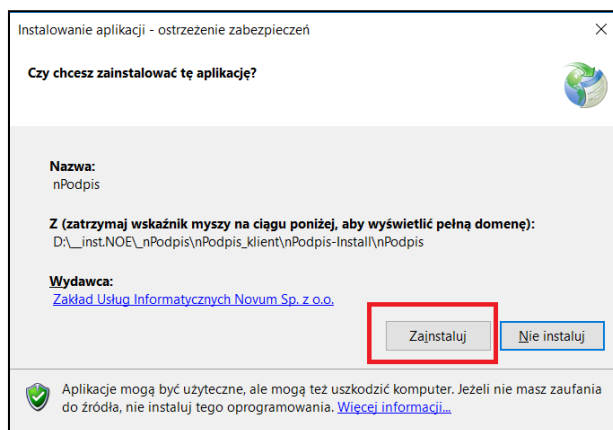 Instalowanie aplikacji - ostrzeżenie zabezpieczeń
Czy chcesz zainstalować tę aplikację?
Nazwa:
nPodpis
Z (zatrzymaj wskaźnik myszy na ciągu poniżej, aby wyświetlić pełną domenę):
D:\__inst.NOE\_nPodpis\nPodpis_klient\nPodpis-Install\nPodpis
Wydawca:
Zakład Usług Informatycznych Novum Sp. z o.o.
Zainstaluj
Nie instaluj
Aplikacje mogą być użyteczne, ale mogą też uszkodzić komputer. Jeżeli nie masz zaufania
do źródła, nie instaluj tego oprogramowania. Więcej informacji...